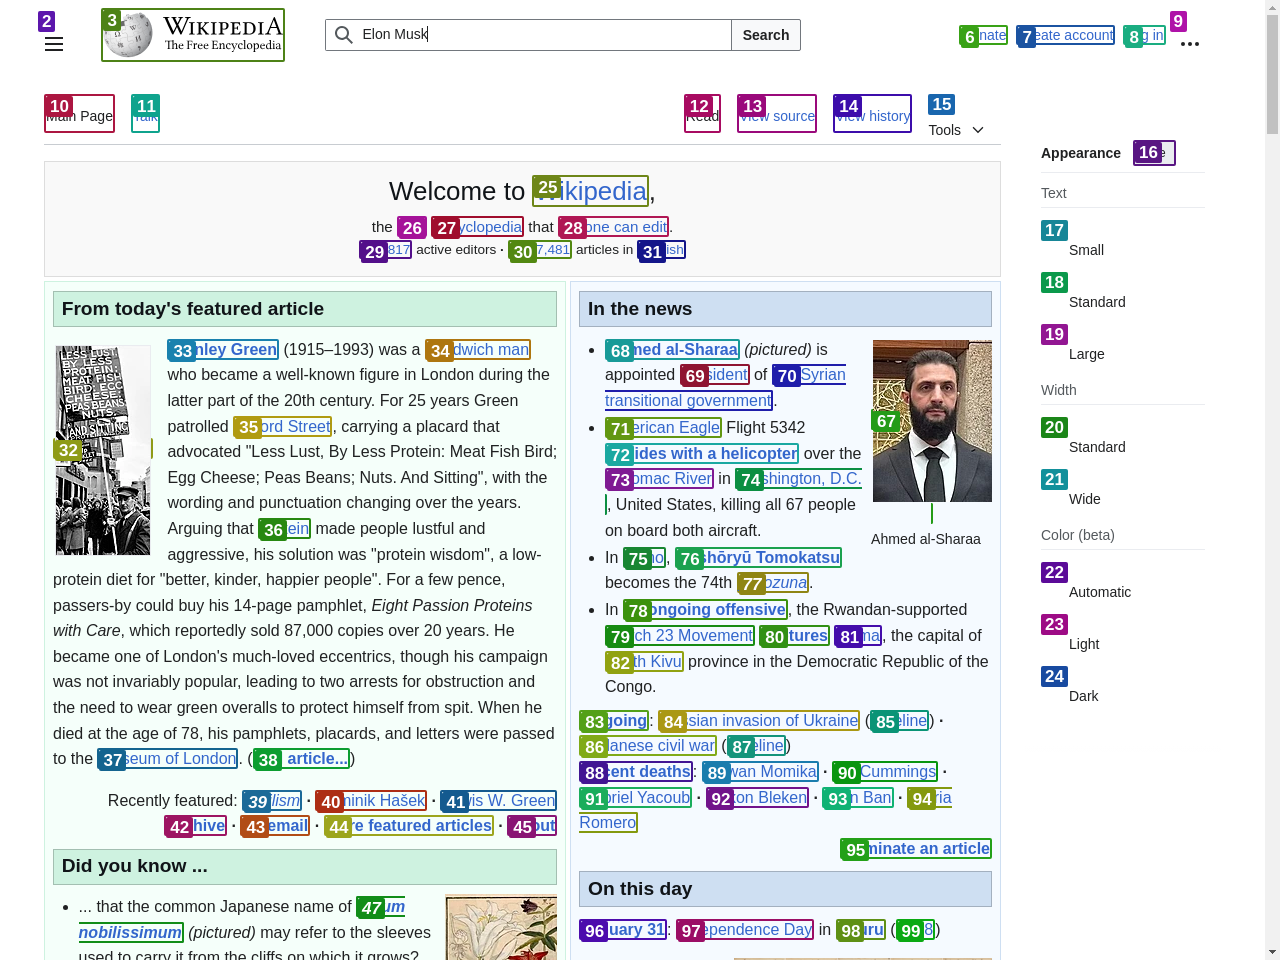 2
3
WIKIPEDIA
The Free Encyclopedia
Elon Musk
Search
6 nate
7 eate account
8 g in
9
10 Main Page
11 Talk
12 Read
13 View source
14 View history
15
Tools
Appearance 16
Text
17
Small
18
Standard
19
Large
Width
20
Standard
21
Wide
Color (beta)
22
Automatic
23
Light
24
Dark
Welcome to 25 Wikipedia,
the 26 27 yclopedia that 28 one can edit.
29 817 active editors · 30 7,481 articles in 31 ish
From today's featured article
32
33 nley Green (1915–1993) was a 34 dwich man
who became a well-known figure in London during the
latter part of the 20th century. For 25 years Green
patrolled 35 ord Street, carrying a placard that
advocated "Less Lust, By Less Protein: Meat Fish Bird;
Egg Cheese; Peas Beans; Nuts. And Sitting", with the
wording and punctuation changing over the years.
Arguing that 36 ein made people lustful and
aggressive, his solution was "protein wisdom", a low-
protein diet for "better, kinder, happier people". For a few pence,
passers-by could buy his 14-page pamphlet, Eight Passion Proteins
with Care, which reportedly sold 87,000 copies over 20 years. He
became one of London's much-loved eccentrics, though his campaign
was not invariably popular, leading to two arrests for obstruction and
the need to wear green overalls to protect himself from spit. When he
died at the age of 78, his pamphlets, placards, and letters were passed
to the 37 seum of London. (38 article...)
Recently featured: 39 lism · 40 ninik Hašek · 41 vis W. Green
42 hive · 43 email · 44 re featured articles · 45 out
LESS LUST,
BY LESS
PROTEIN:
MEAT FISH
BIRD; EGG
CHEESE;
PEAS BEANS;
NUTS.
AND SITTING
Did you know ...
... that the common Japanese name of 47 um
nobilissimum (pictured) may refer to the sleeves
used to carry it from the cliffs on which it grows?
In the news
68 med al-Sharaa (pictured) is
appointed 69 sident of 70 Syrian
transitional government.
71 erican Eagle Flight 5342
72 ides with a helicopter over the
73 omac River in 74 shington, D.C.
, United States, killing all 67 people
on board both aircraft.
In 75 no, 76 shōryū Tomokatsu
becomes the 74th 77 ozuna.
In 78 ongoing offensive, the Rwandan-supported
79 ch 23 Movement 80 tures 81 ma, the capital of
82 th Kivu province in the Democratic Republic of the
Congo.
67
Ahmed al-Sharaa
83 going: 84 ssian invasion of Ukraine (85 eline) ·
86 anese civil war (87 eline)
88 cent deaths: 89 wan Momika · 90 Cummings ·
91 riel Yacoub · 92 ton Bleken · 93 n Ban · 94 ria
Romero
95 minate an article
On this day
96 uary 31: 97 ependence Day in 98 uru (99 8)